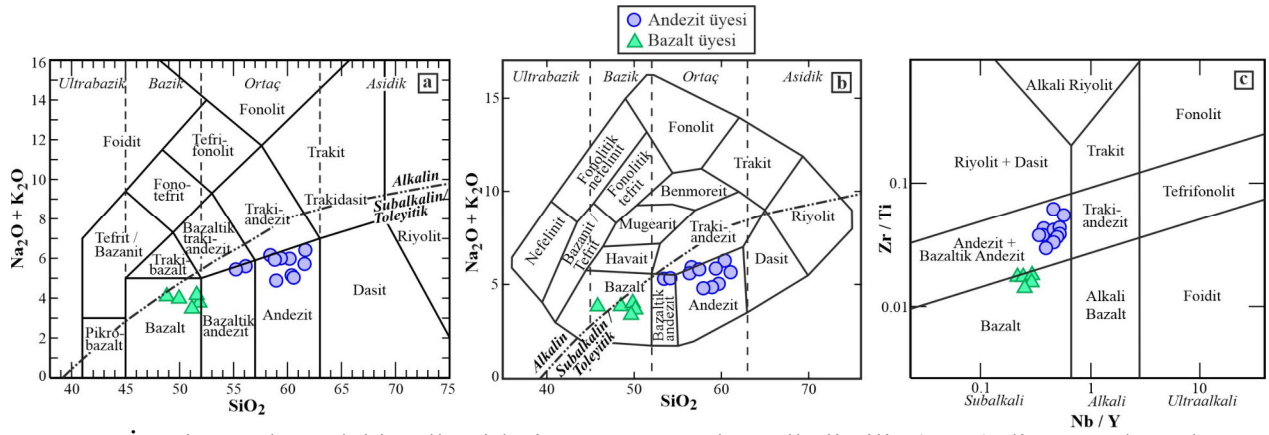 Andezit üyesi
Bazalt üyesi
a
Ultrabazik
Bazik
Ortaç
Asidik
Foidit
Tefri-
fonolit
Fonolit
Fono-
tefrit
Trakit
Tefrit /
Bazanit
Traki-
bazalt
Bazaltik
traki-
andezit
Traki-
andezit
Trakidasit
Alkalin
Subalkalin/
Toleyitik
Riyolit
Pikro-
bazalt
Bazalt
Bazaltik
andezit
Andezit
Dasit
Na2O + K2O
16
14
12
10
8
6
4
2
0
40
45
50
55
60
65
70
75
SiO2
b
Ultrabazik
Bazik
Ortaç
Asidik
Fonolitik
nefelinit
Fonolitik
tefrit
Fonolit
Trakit
Benmoreit
Nefelinit
Bazanit /
Tefrit
Mugearit
Traki-
andezit
Riyolit
Havait
Bazalt
Bazaltik
andezit
Andezit
Dasit
Alkalin
Subalkalin /
Toleyitik
Na2O + K2O
15
10
5
0
40
50
60
70
SiO2
c
Alkali Riyolit
Fonolit
Riyolit + Dasit
Trakit
Tefrifonolit
Andezit +
Bazaltik Andezit
Traki-
andezit
Bazalt
Alkali
Bazalt
Foidit
Zr / Ti
0.1
0.01
0.1
1
10
Subalkali
Alkali
Ultraalkali
Nb / Y